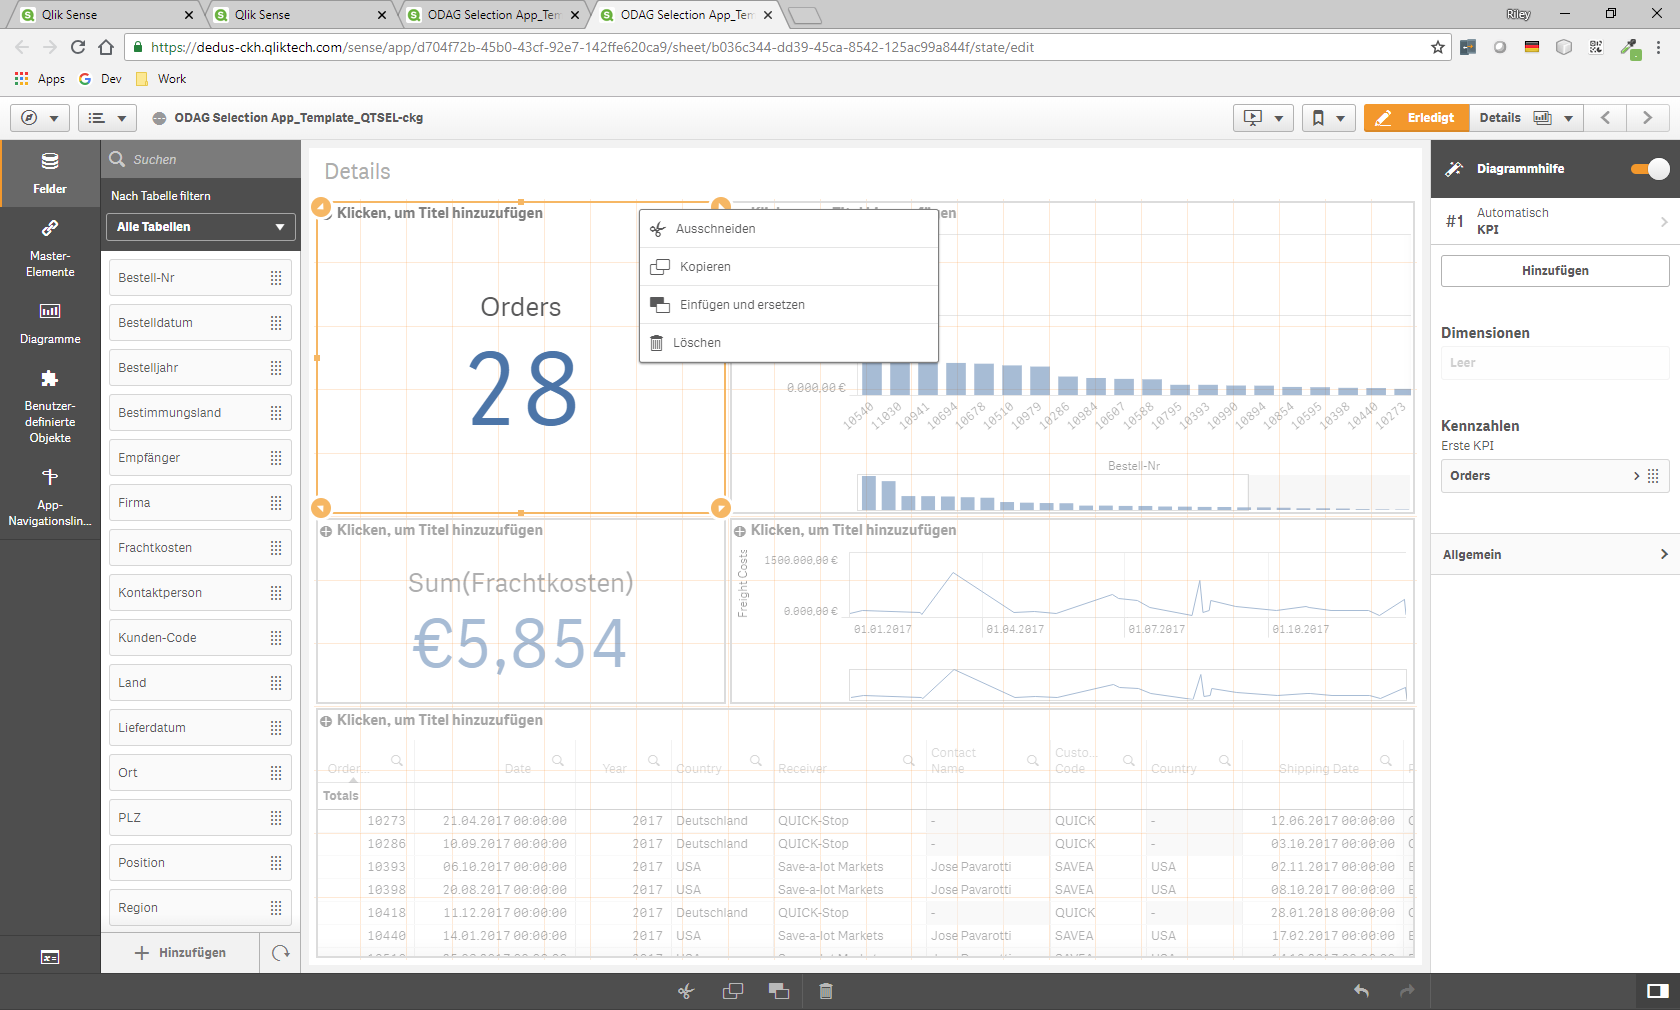 Qlik Sense
Qlik Sense
ODAG Selection App_Tem
ODAG Selection App_Tem
Riley
https://dedus-ckh.qliktech.com/sense/app/d704f72b-45b0-43cf-92e7-142ffe620ca9/sheet/b036c344-dd39-45ca-8542-125ac99a844f/state/edit
Apps
Dev
Work
ODAG Selection App_Template_QTSEL-ckg
Erledigt
Details
Felder
Master-
Elemente
Diagramme
Benutzer-
definierte
Objekte
App-
Navigationslin...
Suchen
Nach Tabelle filtern
Alle Tabellen
Bestell-Nr
Bestelldatum
Bestelljahr
Bestimmungsland
Empfänger
Firma
Frachtkosten
Kontaktperson
Kunden-Code
Land
Lieferdatum
Ort
PLZ
Position
Region
Hinzufügen
Details
Klicken, um Titel hinzuzufügen
Orders
28
Ausschneiden
Kopieren
Einfügen und ersetzen
Löschen
0.000,00 €
10540 11030 10941 10694 10678 10510 10979 10286 10984 10607 10588 10795 10393 10990 10894 10854 10595 10398 10440 10273
Bestell-Nr
Klicken, um Titel hinzuzufügen
Sum(Frachtkosten)
€5,854
Klicken, um Titel hinzuzufügen
Freight Costs
1500.000,00 €
0.000,00 €
01.01.2017 01.04.2017 01.07.2017 01.10.2017
Klicken, um Titel hinzuzufügen
Order... Date Year Country Receiver Contact Name Custo... Code Country Shipping Date
Totals
10273 21.04.2017 00:00:00 2017 Deutschland QUICK-Stop - QUICK - 12.06.2017 00:00:00
10286 10.09.2017 00:00:00 2017 Deutschland QUICK-Stop - QUICK - 03.10.2017 00:00:00
10393 06.10.2017 00:00:00 2017 USA Save-a-lot Markets Jose Pavarotti SAVEA USA 02.11.2017 00:00:00
10398 20.08.2017 00:00:00 2017 USA Save-a-lot Markets Jose Pavarotti SAVEA USA 08.10.2017 00:00:00
10418 11.12.2017 00:00:00 2017 Deutschland QUICK-Stop - QUICK - 28.01.2018 00:00:00
10440 14.01.2017 00:00:00 2017 USA Save-a-lot Markets Jose Pavarotti SAVEA USA 17.02.2017 00:00:00
Diagrammhilfe
#1
Automatisch
KPI
Hinzufügen
Dimensionen
Leer
Kennzahlen
Erste KPI
Orders
Allgemein